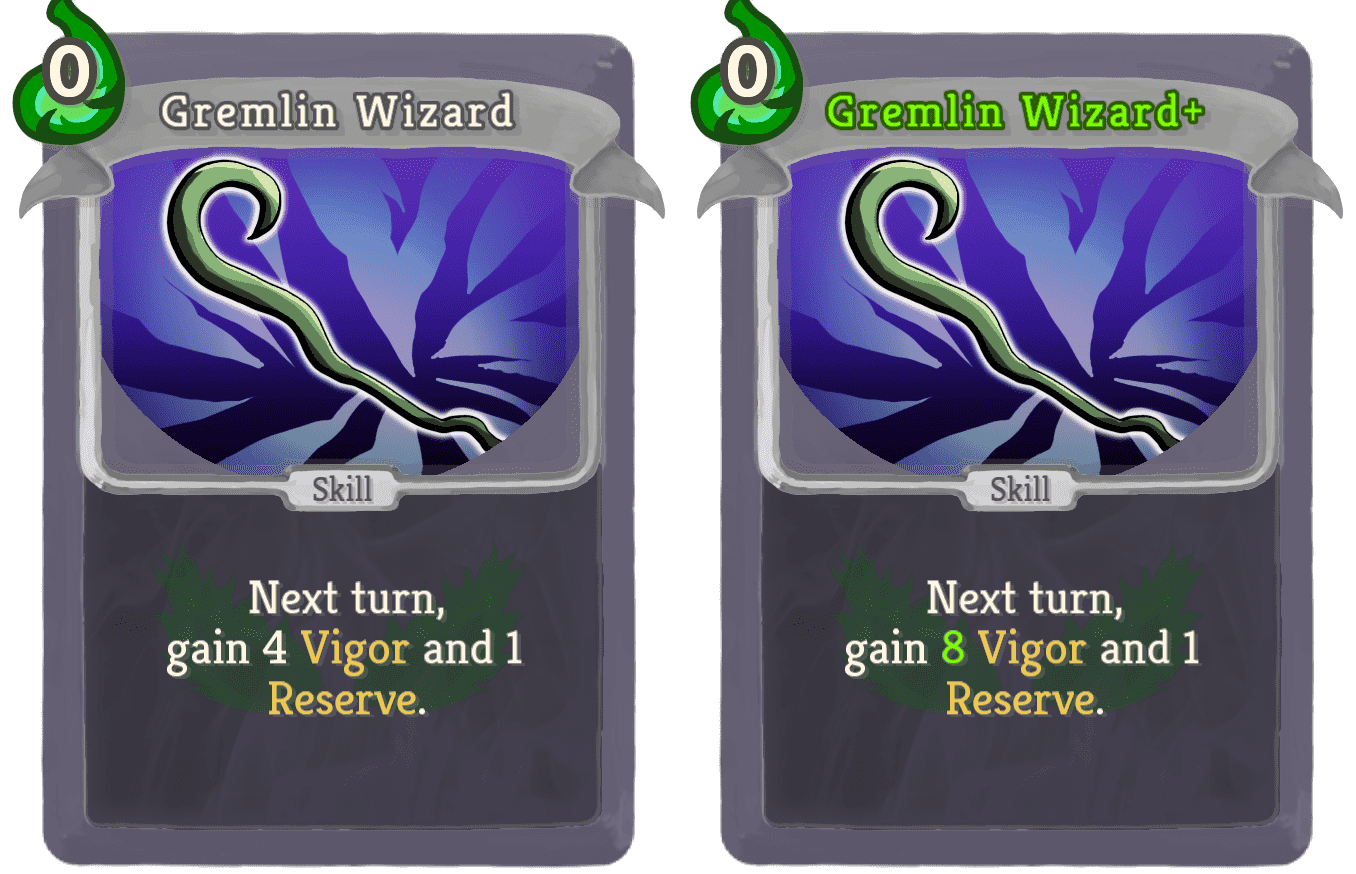 0
Gremlin Wizard
Skill
Next turn,
gain 4 Vigor and 1
Reserve.
0
Gremlin Wizard+
Skill
Next turn,
gain 8 Vigor and 1
Reserve.